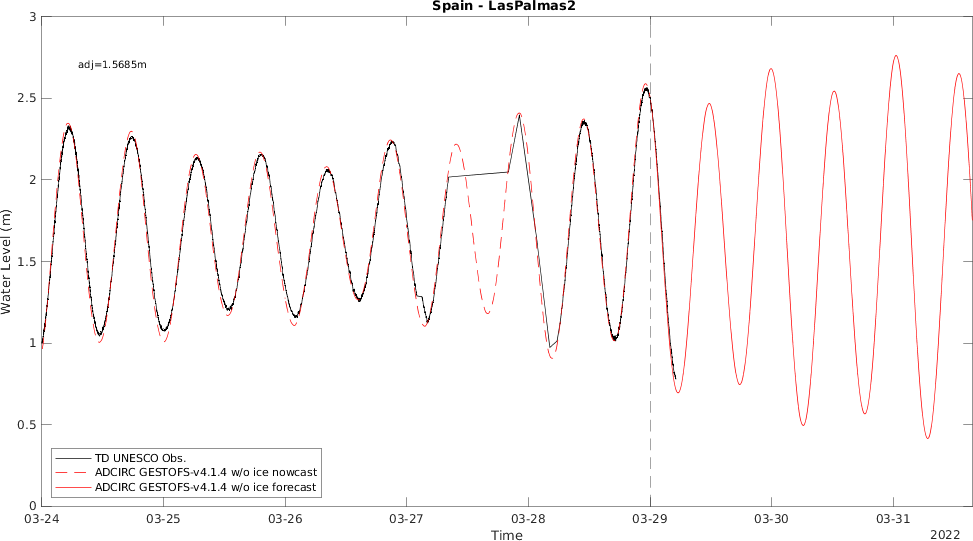 Spain - LasPalmas2
adj=1.5685m
3
2.5
2
1.5
1
0.5
0
Water Level (m)
TD UNESCO Obs.
ADCIRC GESTOFS-v4.1.4 w/o ice nowcast
ADCIRC GESTOFS-v4.1.4 w/o ice forecast
03-24 03-25 03-26 03-27 03-28 03-29 03-30 03-31
Time
2022